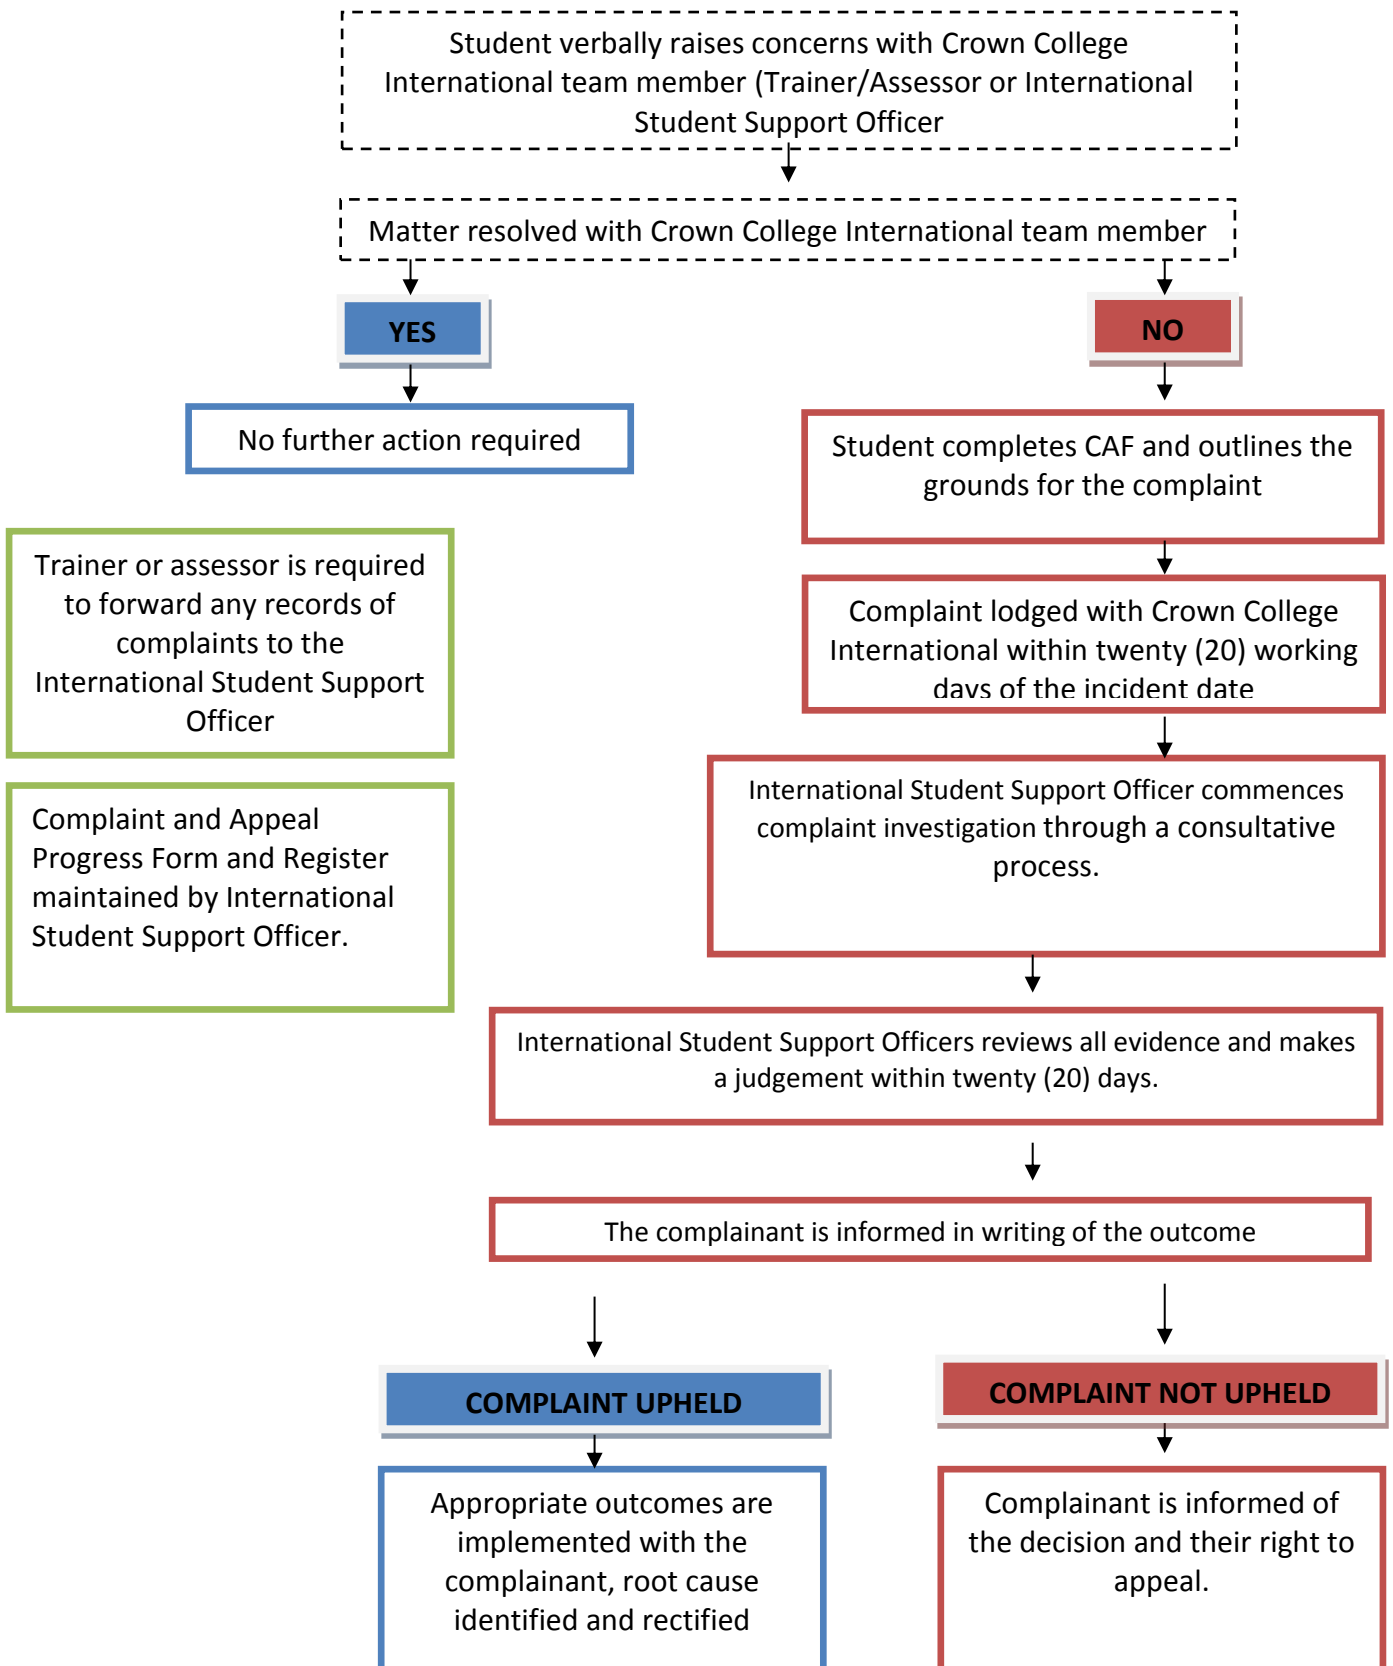 Student verbally raises concerns with Crown College
International team member (Trainer/Assessor or International
Student Support Officer
Matter resolved with Crown College International team member
YES
NO
No further action required
Student completes CAF and outlines the
grounds for the complaint
Trainer or assessor is required
to forward any records of
complaints to the
International Student Support
Officer
Complaint lodged with Crown College
International within twenty (20) working
days of the incident date
Complaint and Appeal
Progress Form and Register
maintained by International
Student Support Officer.
International Student Support Officer commences
complaint investigation through a consultative
process.
International Student Support Officers reviews all evidence and makes
a judgement within twenty (20) days.
The complainant is informed in writing of the outcome
COMPLAINT UPHELD
COMPLAINT NOT UPHELD
Appropriate outcomes are
implemented with the
complainant, root cause
identified and rectified
Complainant is informed of
the decision and their right to
appeal.